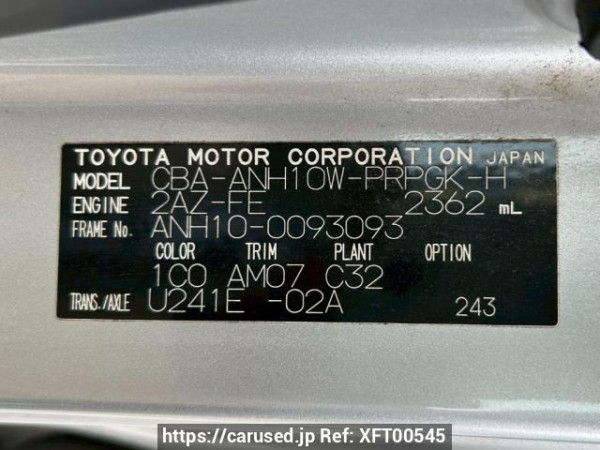 TOYOTA MOTOR CORPORATION JAPAN
MODEL CBA-ANH10W-PRPGK-H
ENGINE 2AZ-FE 2362 mL
FRAME No. ANH10-0093093
COLOR TRIM PLANT OPTION
1C0 AM07 C32
TRANS./AXLE U241E -02A 243
https://carused.jp Ref: XFT00545